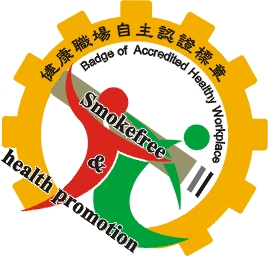 健康職場自主認證標章
Badge of Accredited Healthy Workplace
Smokefree
&
health promotion